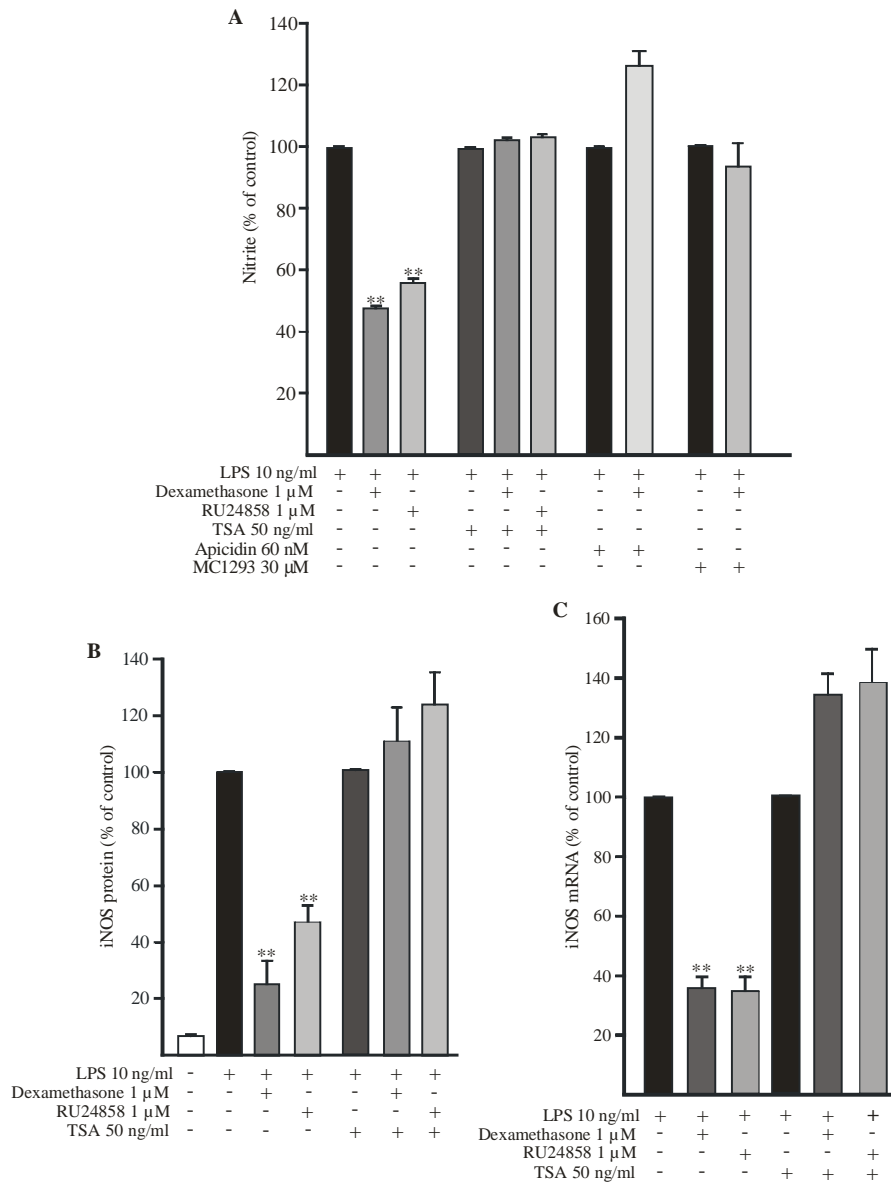 A
140
120
100
80
60
40
20
Nitrite (% of control)
** **
LPS 10 ng/ml + + + + + + + + + +
Dexamethasone 1 µM - + - - + - - + - +
RU24858 1 µM - - + - - + - - - -
TSA 50 ng/ml - - - + + + - - - -
Apicidin 60 nM - - - - - - + + - -
MC1293 30 µM - - - - - - - - + +
B
140
120
100
80
60
40
20
iNOS protein (% of control)
** **
LPS 10 ng/ml - + + + + + +
Dexamethasone 1 µM - - + - - + -
RU24858 1 µM - - - + - - +
TSA 50 ng/ml - - - - + + +
C
160
140
120
100
80
60
40
20
iNOS mRNA (% of control)
** **
LPS 10 ng/ml + + + + + +
Dexamethasone 1 µM - + - - + -
RU24858 1 µM - - + - - +
TSA 50 ng/ml - - - + + +